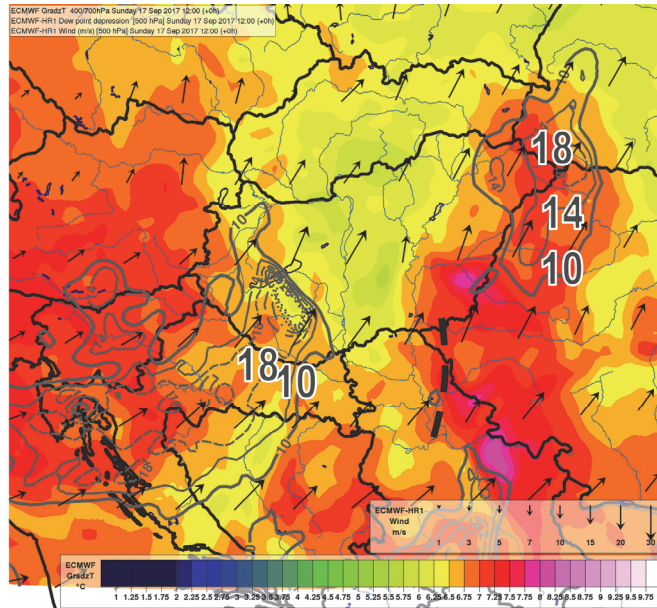 ECMWF GradzT 400/700hPa Sunday 17 Sep 2017 12:00 (+0h)
ECMWF-HR1 Dew point depression [500 hPa] Sunday 17 Sep 2017 12:00 (+0h)
ECMWF-HR1 Wind (m/s) [500 hPa] Sunday 17 Sep 2017 12:00 (+0h)
10
18
14
14
10
10
18
10
10
ECMWF-HR1
Wind
m/s
1 3 5 7 10 15 20 30
ECMWF
GradzT
°C
1 1.25 1.5 1.75 2 2.25 2.5 2.75 3 3.25 3.5 3.75 4 4.25 4.5 4.75 5 5.25 5.5 5.75 6 6.25 6.5 6.75 7 7.25 7.5 7.75 8 8.25 8.5 8.75 9 9.25 9.5 9.75